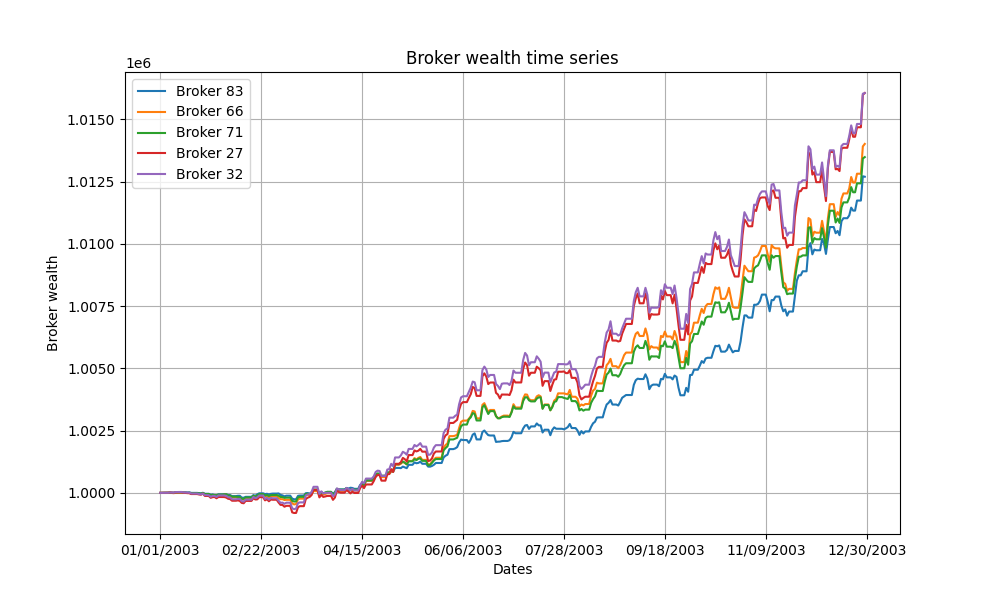 Broker wealth time series
1e6
Broker 83
Broker 66
Broker 71
Broker 27
Broker 32
1.0150
1.0125
1.0100
1.0075
1.0050
1.0025
1.0000
Broker wealth
01/01/2003 02/22/2003 04/15/2003 06/06/2003 07/28/2003 09/18/2003 11/09/2003 12/30/2003
Dates